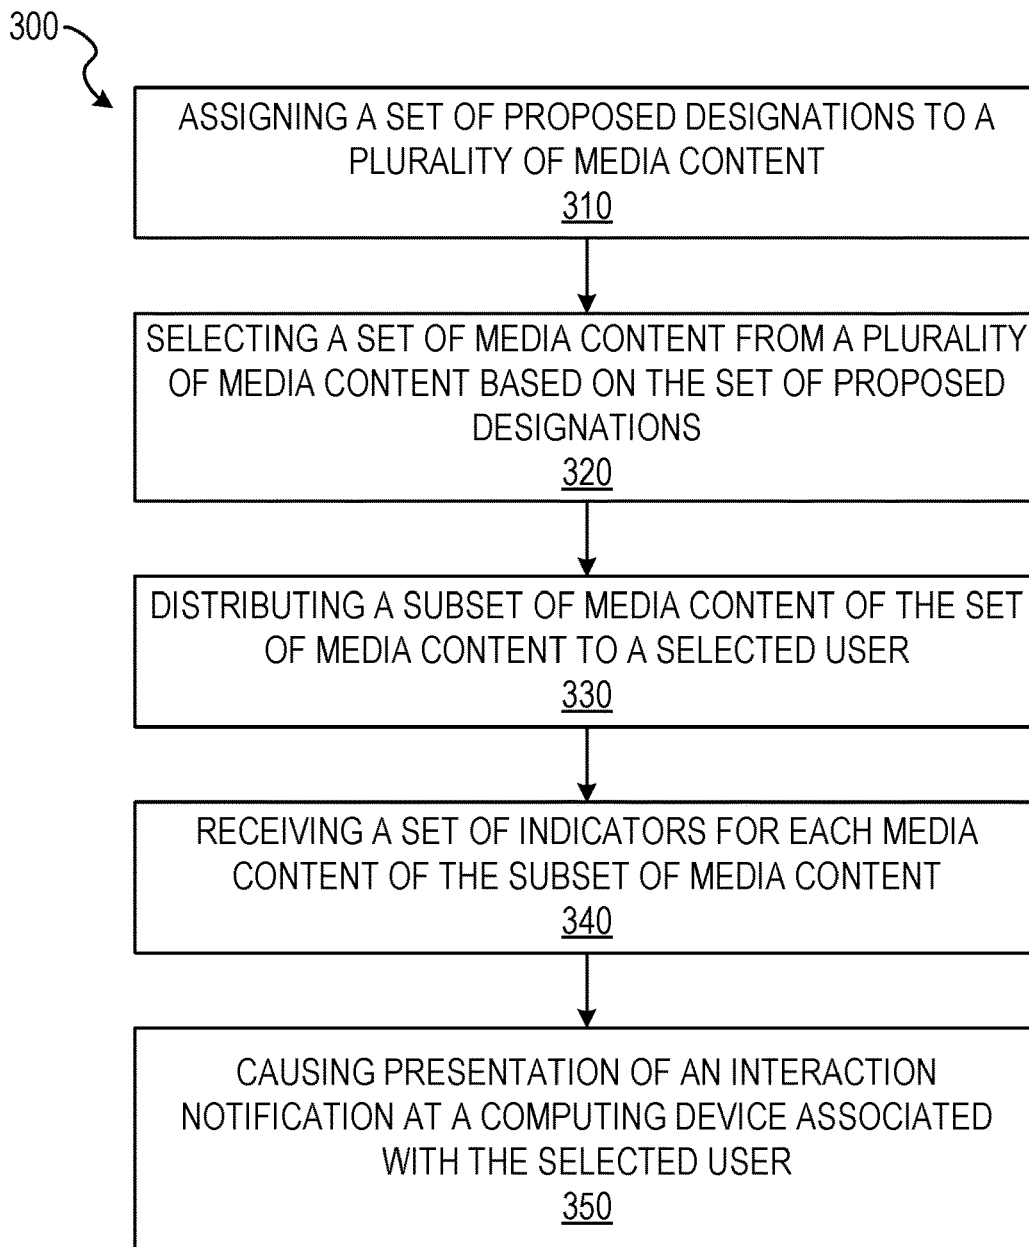 300
ASSIGNING A SET OF PROPOSED DESIGNATIONS TO A
PLURALITY OF MEDIA CONTENT
310
SELECTING A SET OF MEDIA CONTENT FROM A PLURALITY
OF MEDIA CONTENT BASED ON THE SET OF PROPOSED
DESIGNATIONS
320
DISTRIBUTING A SUBSET OF MEDIA CONTENT OF THE SET
OF MEDIA CONTENT TO A SELECTED USER
330
RECEIVING A SET OF INDICATORS FOR EACH MEDIA
CONTENT OF THE SUBSET OF MEDIA CONTENT
340
CAUSING PRESENTATION OF AN INTERACTION
NOTIFICATION AT A COMPUTING DEVICE ASSOCIATED
WITH THE SELECTED USER
350